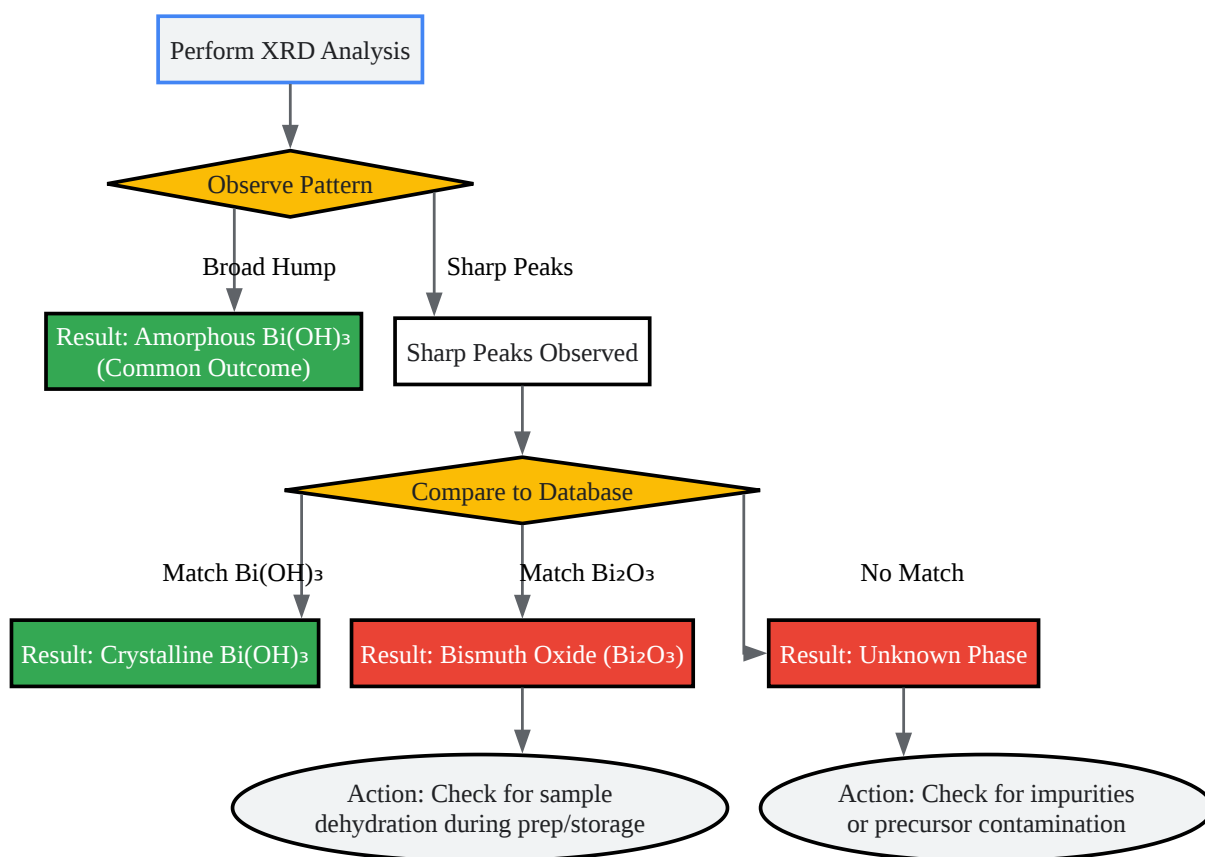 Perform XRD Analysis
Observe Pattern
Broad Hump
Sharp Peaks
Result: Amorphous Bi(OH)₃
(Common Outcome)
Sharp Peaks Observed
Compare to Database
Match Bi(OH)₃
Match Bi₂O₃
No Match
Result: Crystalline Bi(OH)₃
Result: Bismuth Oxide (Bi₂O₃)
Result: Unknown Phase
Action: Check for sample
dehydration during prep/storage
Action: Check for impurities
or precursor contamination